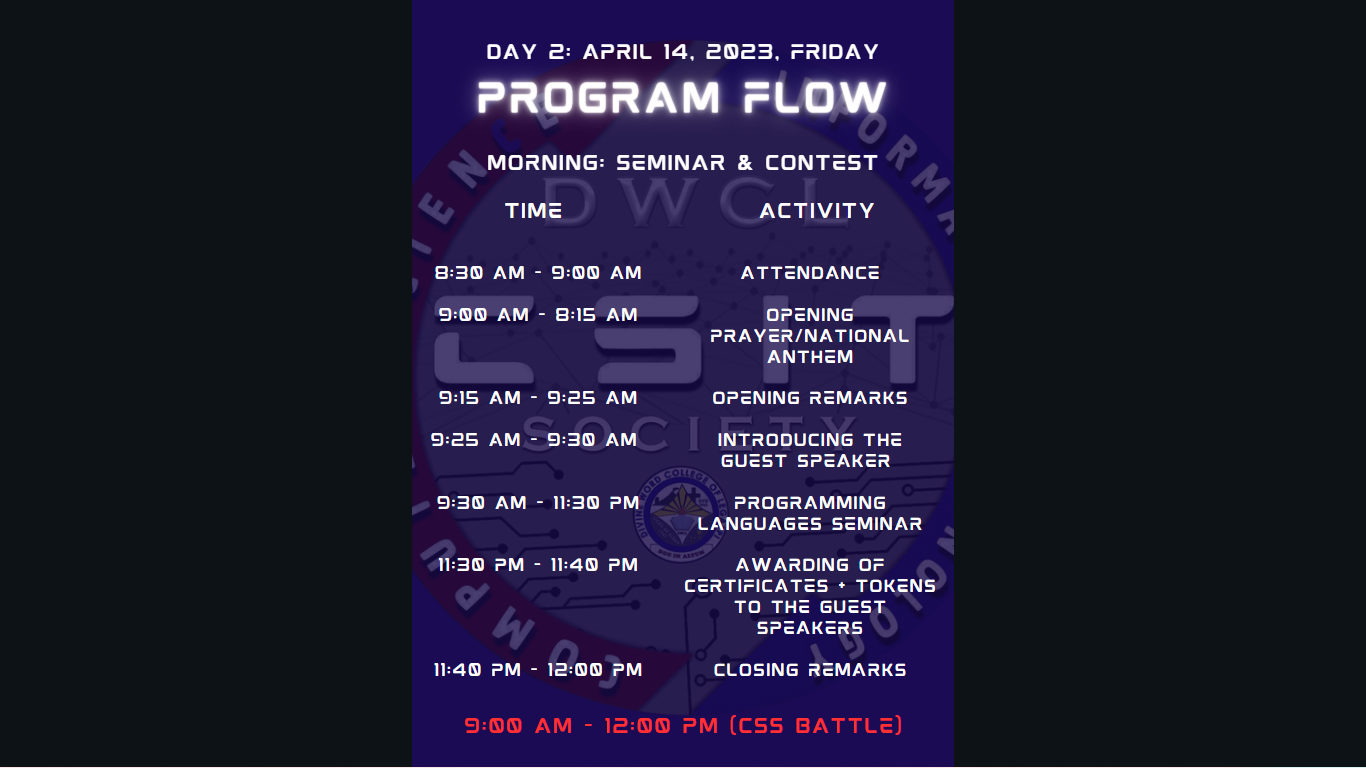 DAY 2: APRIL 14, 2023, FRIDAY
PROGRAM FLOW
MORNING: SEMINAR & CONTEST
TIME ACTIVITY
8:30 AM - 9:00 AM ATTENDANCE
9:00 AM - 8:15 AM OPENING
PRAYER/NATIONAL
ANTHEM
9:15 AM - 9:25 AM OPENING REMARKS
9:25 AM - 9:30 AM INTRODUCING THE
GUEST SPEAKER
9:30 AM - 11:30 PM PROGRAMMING
LANGUAGES SEMINAR
11:30 PM - 11:40 PM AWARDING OF
CERTIFICATES + TOKENS
TO THE GUEST
SPEAKERS
11:40 PM - 12:00 PM CLOSING REMARKS
9:00 AM - 12:00 PM (CSS BATTLE)
DWCL
CSIT
SOCIETY